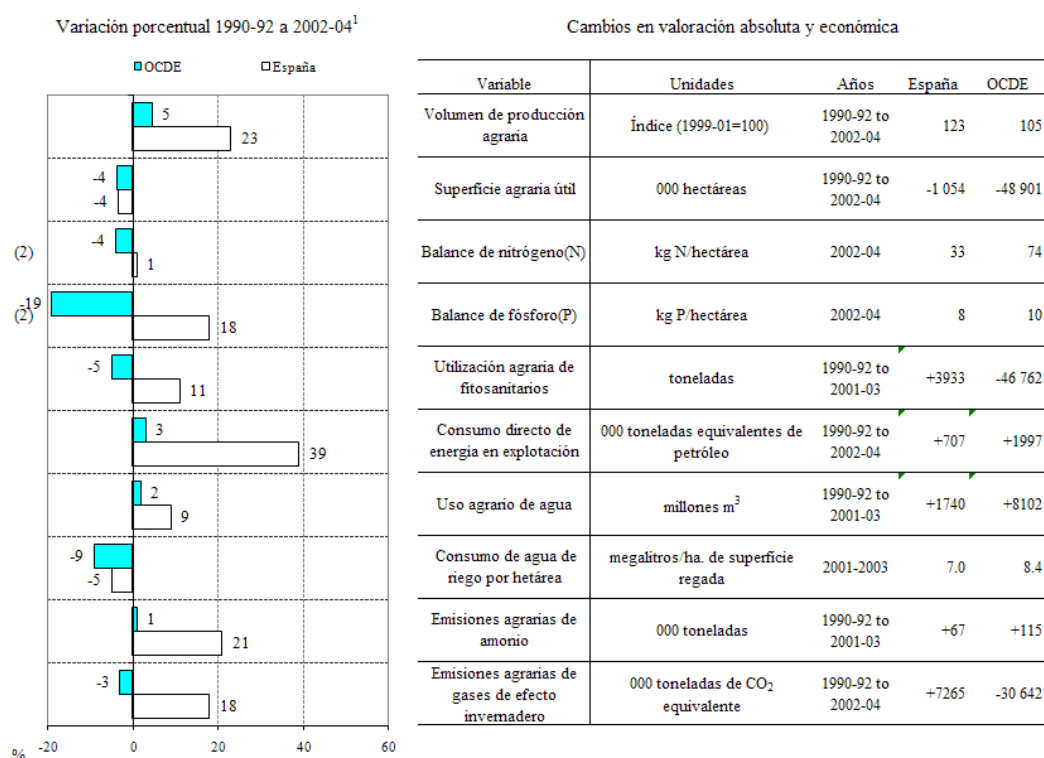 Variación porcentual 1990-92 a 2002-04¹
OCDE España
5
23
-4
-4
(2)
-4
1
-19
(2)
18
-5
11
3
39
2
9
-9
-5
1
21
-3
18
% -20 0 20 40 60
Cambios en valoración absoluta y económica
Variable Unidades Años España OCDE
Volumen de producción
agraria
Índice (1999-01=100)
1990-92 to
2002-04
123 105
Superfície agraria útil
000 hectáreas
1990-92 to
2002-04
-1 054 -48 901
Balance de nitrógeno(N) kg N/hectárea 2002-04 33 74
Balance de fósforo(P) kg P/hectárea 2002-04 8 10
Utilización agraria de
fitosanitarios
toneladas
1990-92 to
2001-03
+3933 -46 762
Consumo directo de
energía en explotación
000 toneladas equivalentes de
petróleo
1990-92 to
2002-04
+707 +1997
Uso agrario de agua
millones m³
1990-92 to
2001-03
+1740 +8102
Consumo de agua de
riego por hetárea
megalitros/ha. de superfície
regada
2001-2003 7.0 8.4
Emisiones agrarias de
amonio
000 toneladas
1990-92 to
2001-03
+67 +115
Emisiones agrarias de
gases de efecto
invernadero
000 toneladas de CO₂
equivalente
1990-92 to
2002-04
+7265 -30 642